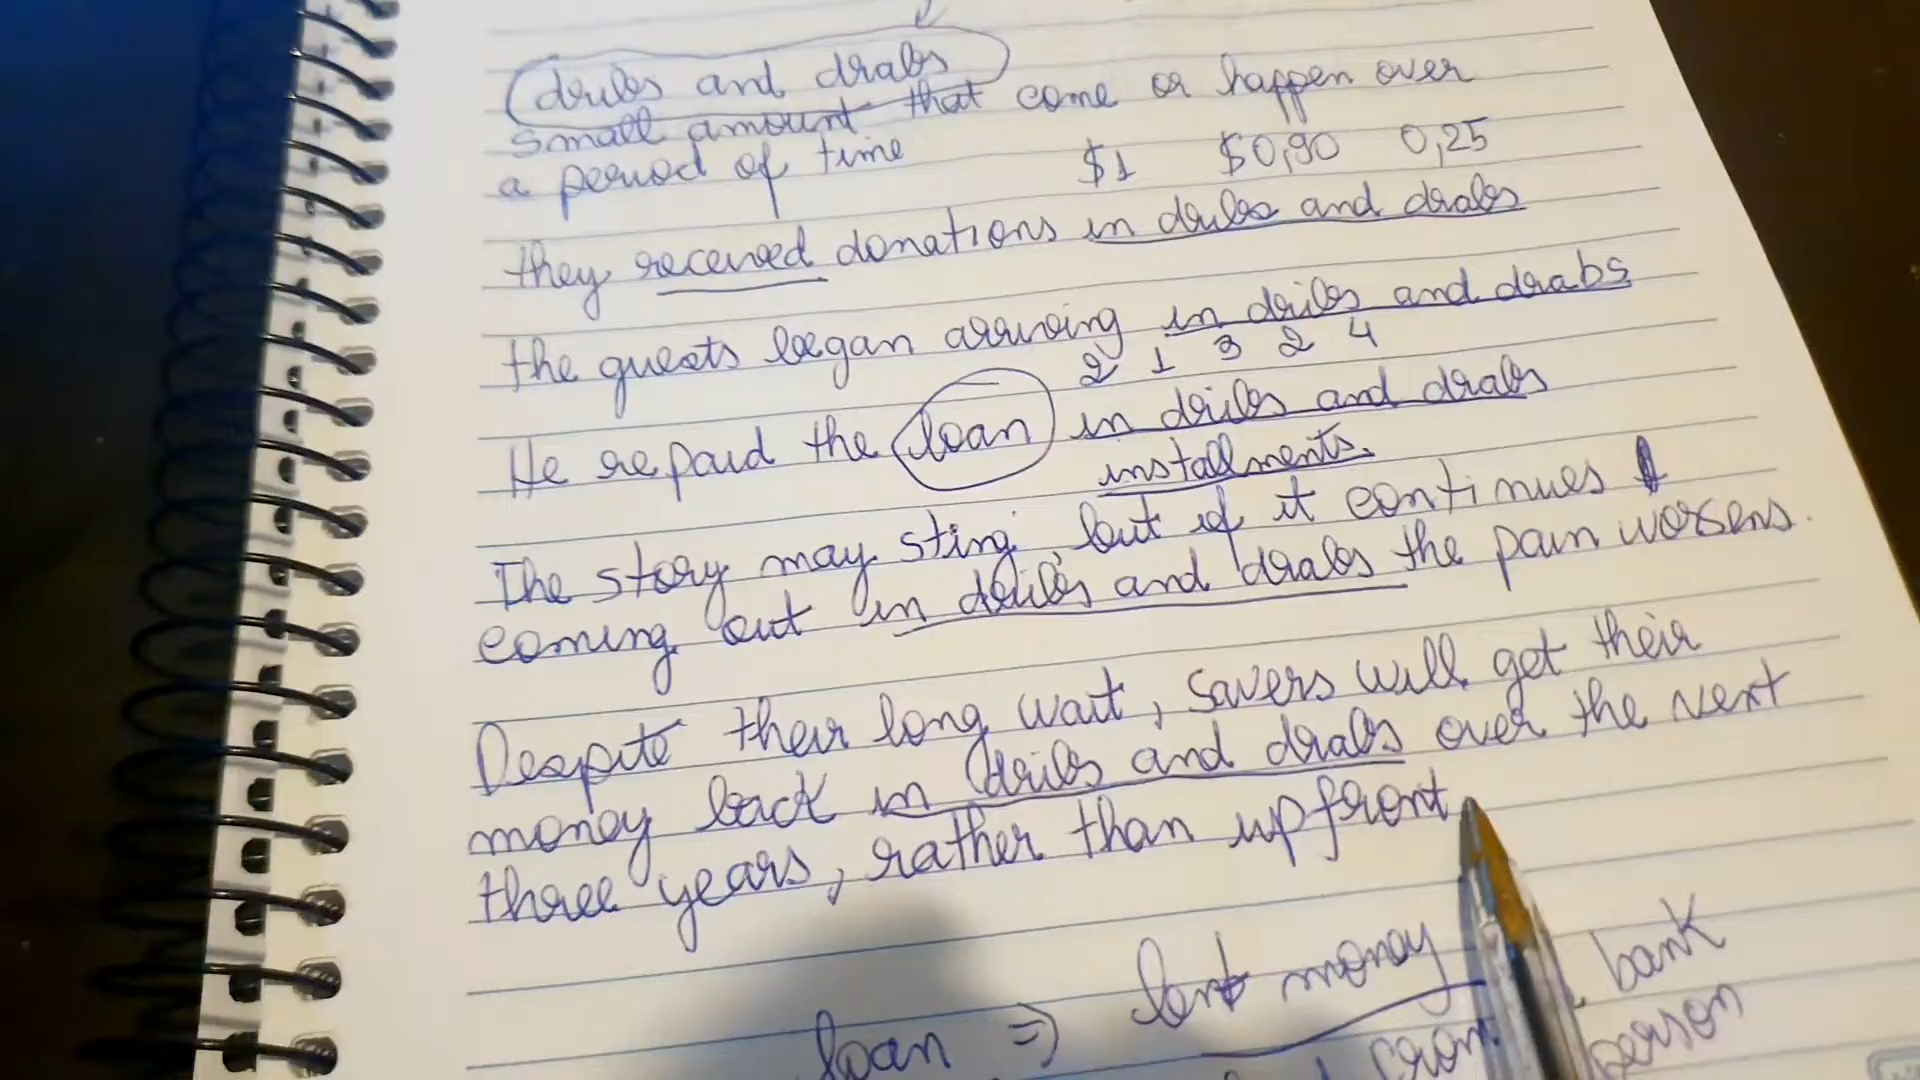 dribs and drabs
small amount that come or happen over
a period of time $1 $0,90 0,25
they received donations in dribs and drabs
the guests began arriving in dribs and drabs
2 1 3 2 4
He repaid the loan in dribs and drabs
installments.
The story may sting, but if it continues
coming out in dribs and drabs the pain worsens.
Despite their long wait, savers will get their
money back in dribs and drabs over the next
three years, rather than upfront
loan => lent money bank
from person